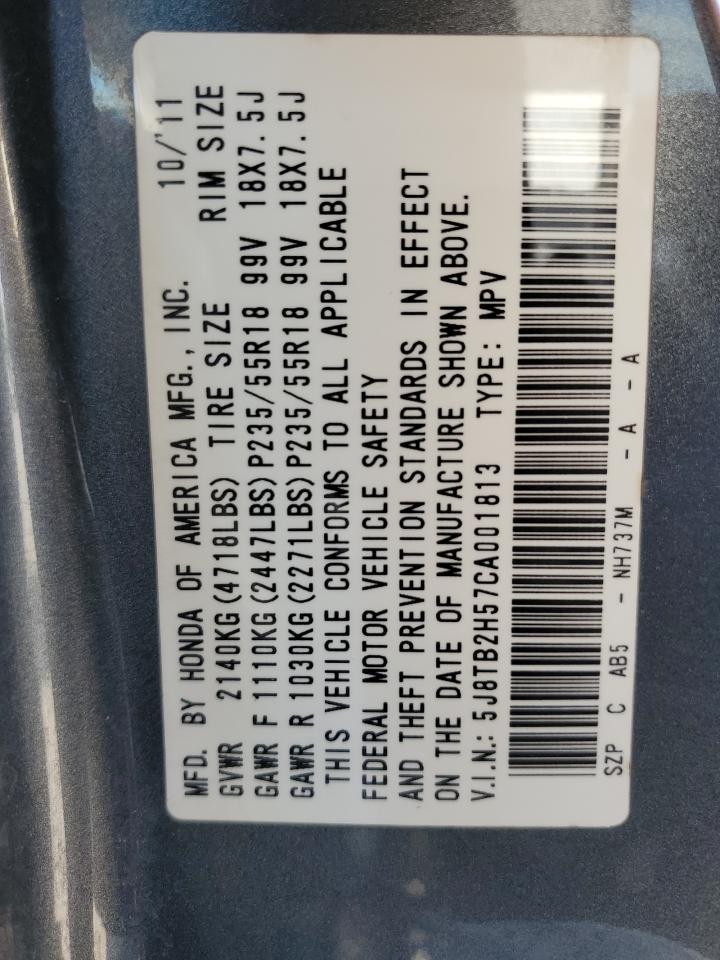 MFD. BY HONDA OF AMERICA MFG., INC. 10/'11
GVWR 2140KG(4718LBS) TIRE SIZE RIM SIZE
GAWR F 1110KG(2447LBS)P235/55R18 99V 18X7.5J
GAWR R 1030KG(2271LBS)P235/55R18 99V 18X7.5J
THIS VEHICLE CONFORMS TO ALL APPLICABLE
FEDERAL MOTOR VEHICLE SAFETY
AND THEFT PREVENTION STANDARDS IN EFFECT
ON THE DATE OF MANUFACTURE SHOWN ABOVE.
V.I.N.: 5J8TB2H57CA001813 TYPE: MPV
SZP C AB5 - NH737M - A - A